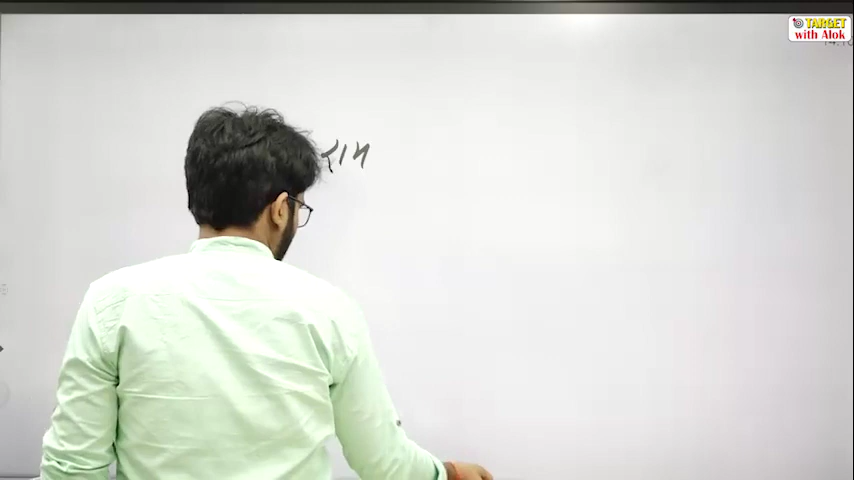 TARGET
with Alok
राम